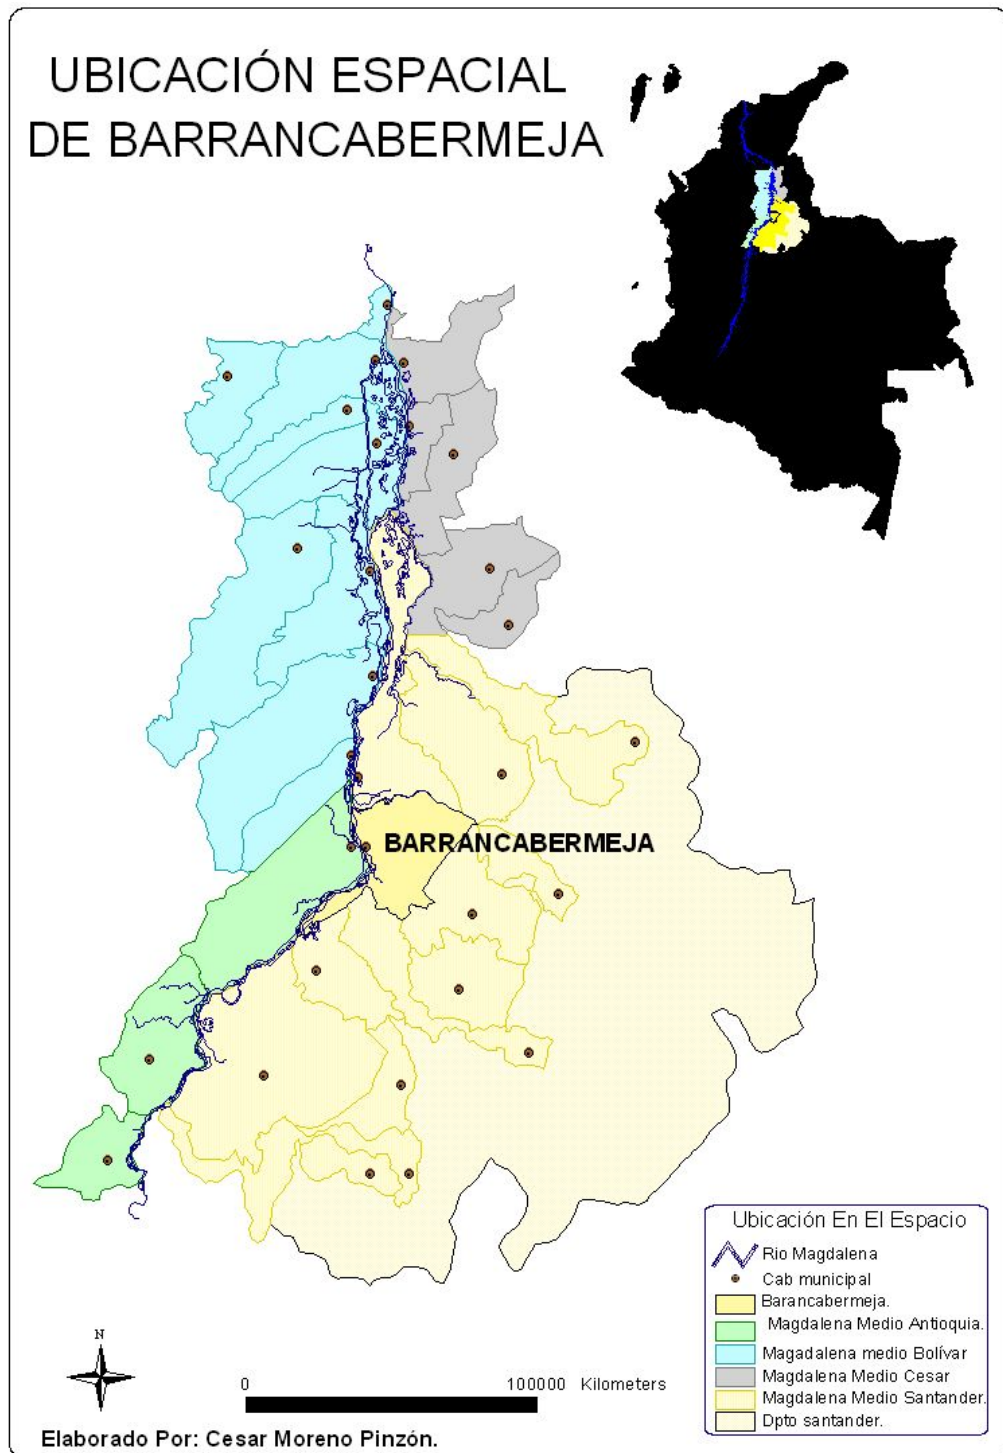 UBICACIÓN ESPACIAL
DE BARRANCABERMEJA
BARRANCABERMEJA
Ubicación En El Espacio
Rio Magdalena
Cab municipal
Barancabermeja.
Magdalena Medio Antioquia.
Magadalena medio Bolívar
Magdalena Medio Cesar
Magdalena Medio Santander.
Dpto santander.
N
0 100000 Kilometers
Elaborado Por: Cesar Moreno Pinzón.